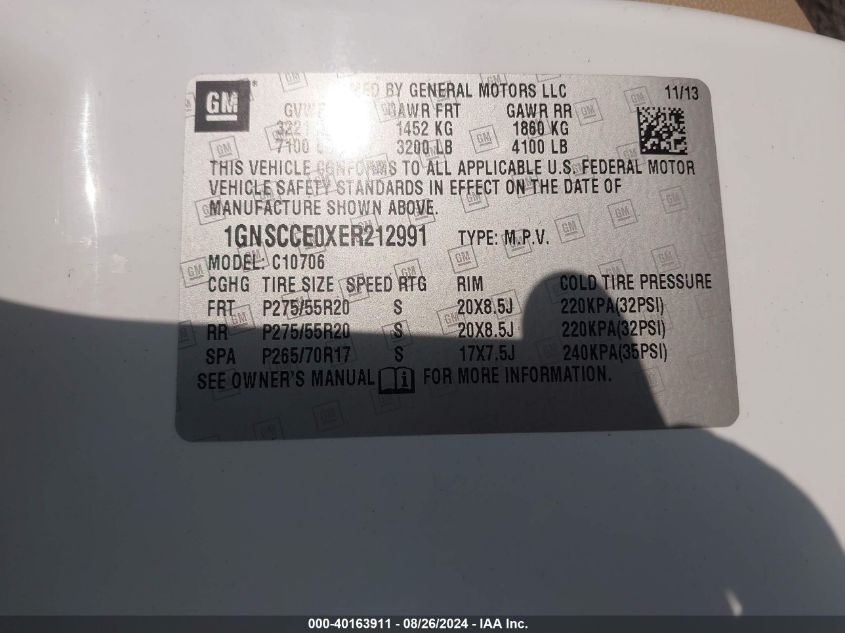 GM
MFD BY GENERAL MOTORS LLC 11/13
GAWR FRT GAWR RR
1452 KG 1860 KG
7100 3200 LB 4100 LB
THIS VEHICLE CONFORMS TO ALL APPLICABLE U.S. FEDERAL MOTOR
VEHICLE SAFETY STANDARDS IN EFFECT ON THE DATE OF
MANUFACTURE SHOWN ABOVE.
1GNSCCE0XER212991 TYPE: M.P.V.
MODEL: C10706
CGHG TIRE SIZE SPEED RTG RIM COLD TIRE PRESSURE
FRT P275/55R20 S 20X8.5J 220KPA(32PSI)
RR P275/55R20 S 20X8.5J 220KPA(32PSI)
SPA P265/70R17 S 17X7.5J 240KPA(35PSI)
SEE OWNER'S MANUAL FOR MORE INFORMATION.
000-40163911 - 08/26/2024 - IAA Inc.